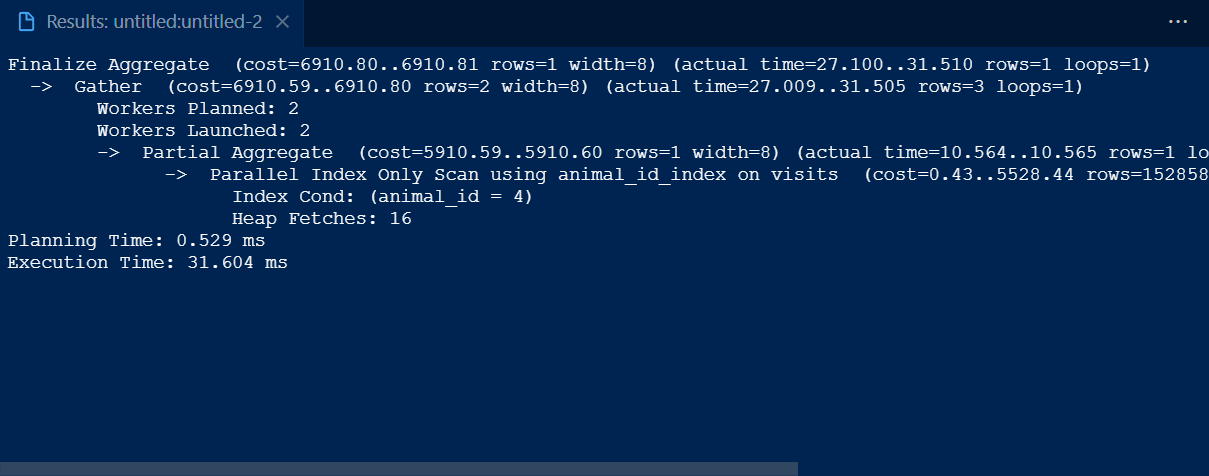 Results: untitled:untitled-2
Finalize Aggregate (cost=6910.80..6910.81 rows=1 width=8) (actual time=27.100..31.510 rows=1 loops=1)
-> Gather (cost=6910.59..6910.80 rows=2 width=8) (actual time=27.009..31.505 rows=3 loops=1)
Workers Planned: 2
Workers Launched: 2
-> Partial Aggregate (cost=5910.59..5910.60 rows=1 width=8) (actual time=10.564..10.565 rows=1 lo
-> Parallel Index Only Scan using animal_id_index on visits (cost=0.43..5528.44 rows=152858
Index Cond: (animal_id = 4)
Heap Fetches: 16
Planning Time: 0.529 ms
Execution Time: 31.604 ms